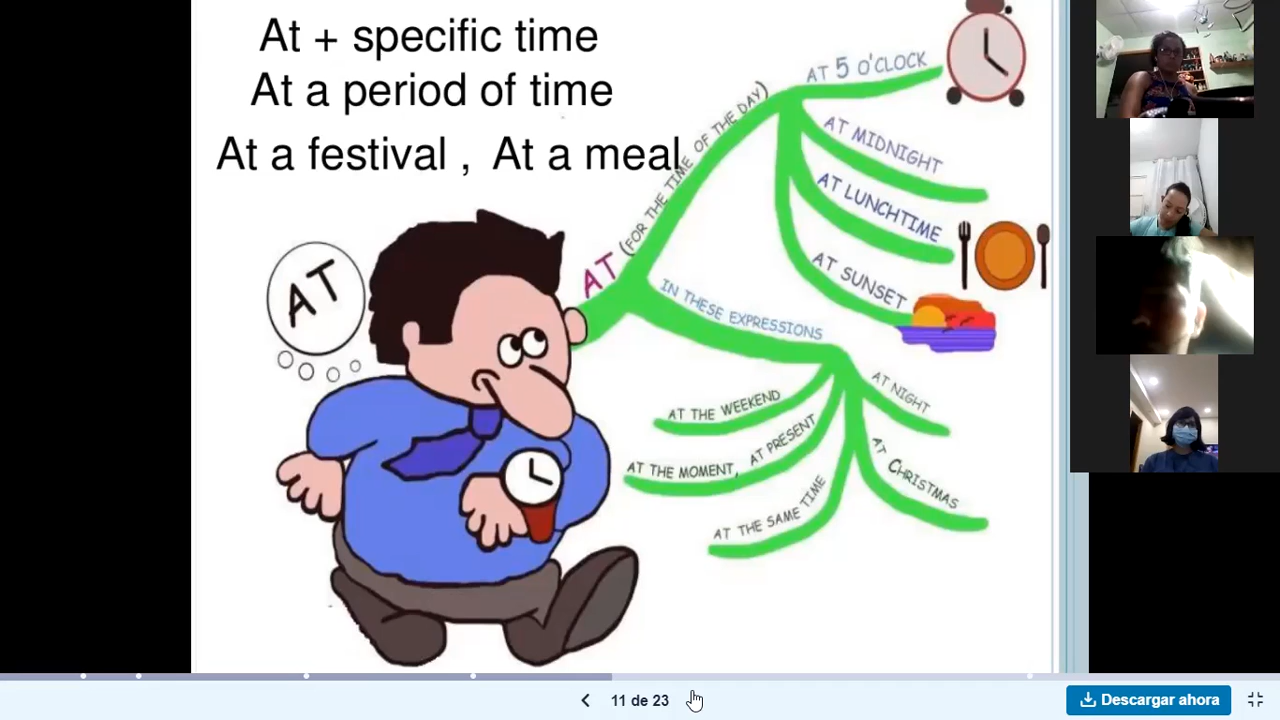 At + specific time
At a period of time
At a festival , At a meal
AT
AT (FOR THE TIME OF THE DAY)
AT 5 O'CLOCK
AT MIDNIGHT
AT LUNCHTIME
AT SUNSET
IN THESE EXPRESSIONS
AT THE WEEKEND
AT THE MOMENT, AT PRESENT
AT THE SAME TIME
AT NIGHT
AT CHRISTMAS
11 de 23
Descargar ahora